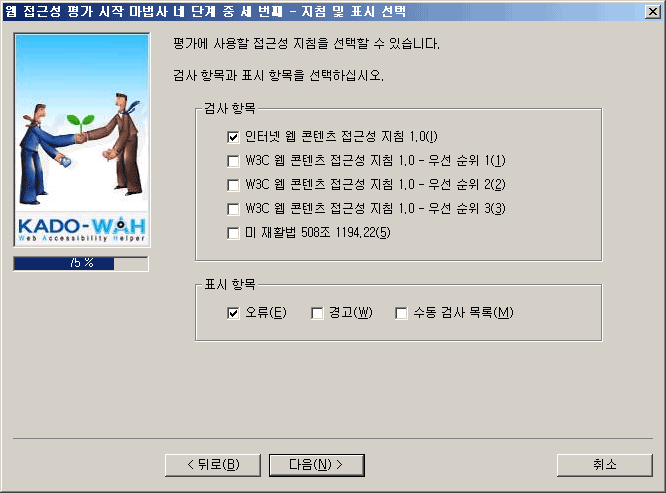 웹 접근성 평가 시작 마법사 네 단계 중 세 번째 - 지침 및 표시 선택
평가에 사용할 접근성 지침을 선택할 수 있습니다.
검사 항목과 표시 항목을 선택하십시오.
검사 항목
인터넷 웹 콘텐츠 접근성 지침 1.0(I)
W3C 웹 콘텐츠 접근성 지침 1.0 - 우선 순위 1(1)
W3C 웹 콘텐츠 접근성 지침 1.0 - 우선 순위 2(2)
W3C 웹 콘텐츠 접근성 지침 1.0 - 우선 순위 3(3)
미 재활법 508조 1194.22(5)
KADO-WAH
Web Accessibility Helper
75 %
표시 항목
오류(E) 경고(W) 수동 검사 목록(M)
< 뒤로(B) 다음(N) > 취소